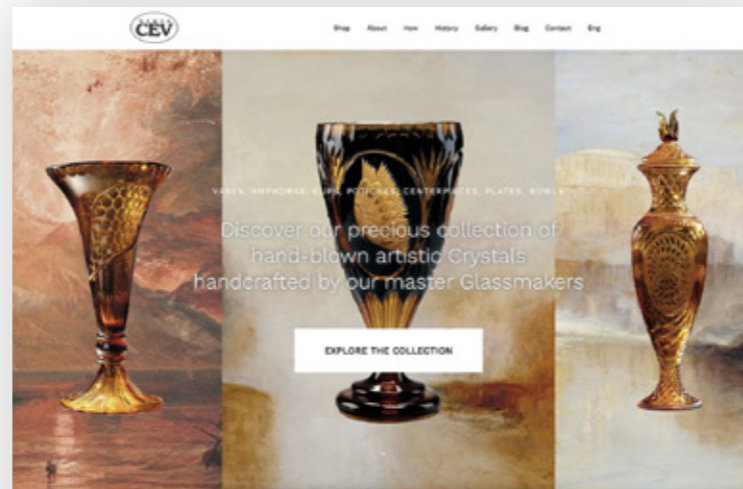 CEV
Shop About How History Gallery Blog Contact Eng
VASES, AMPHORAE, CUPS, POTICHES, CENTERPIECES, PLATES, BOWLS
Discover our precious collection of
hand-blown artistic Crystals
handcrafted by our master Glassmakers
EXPLORE THE COLLECTION